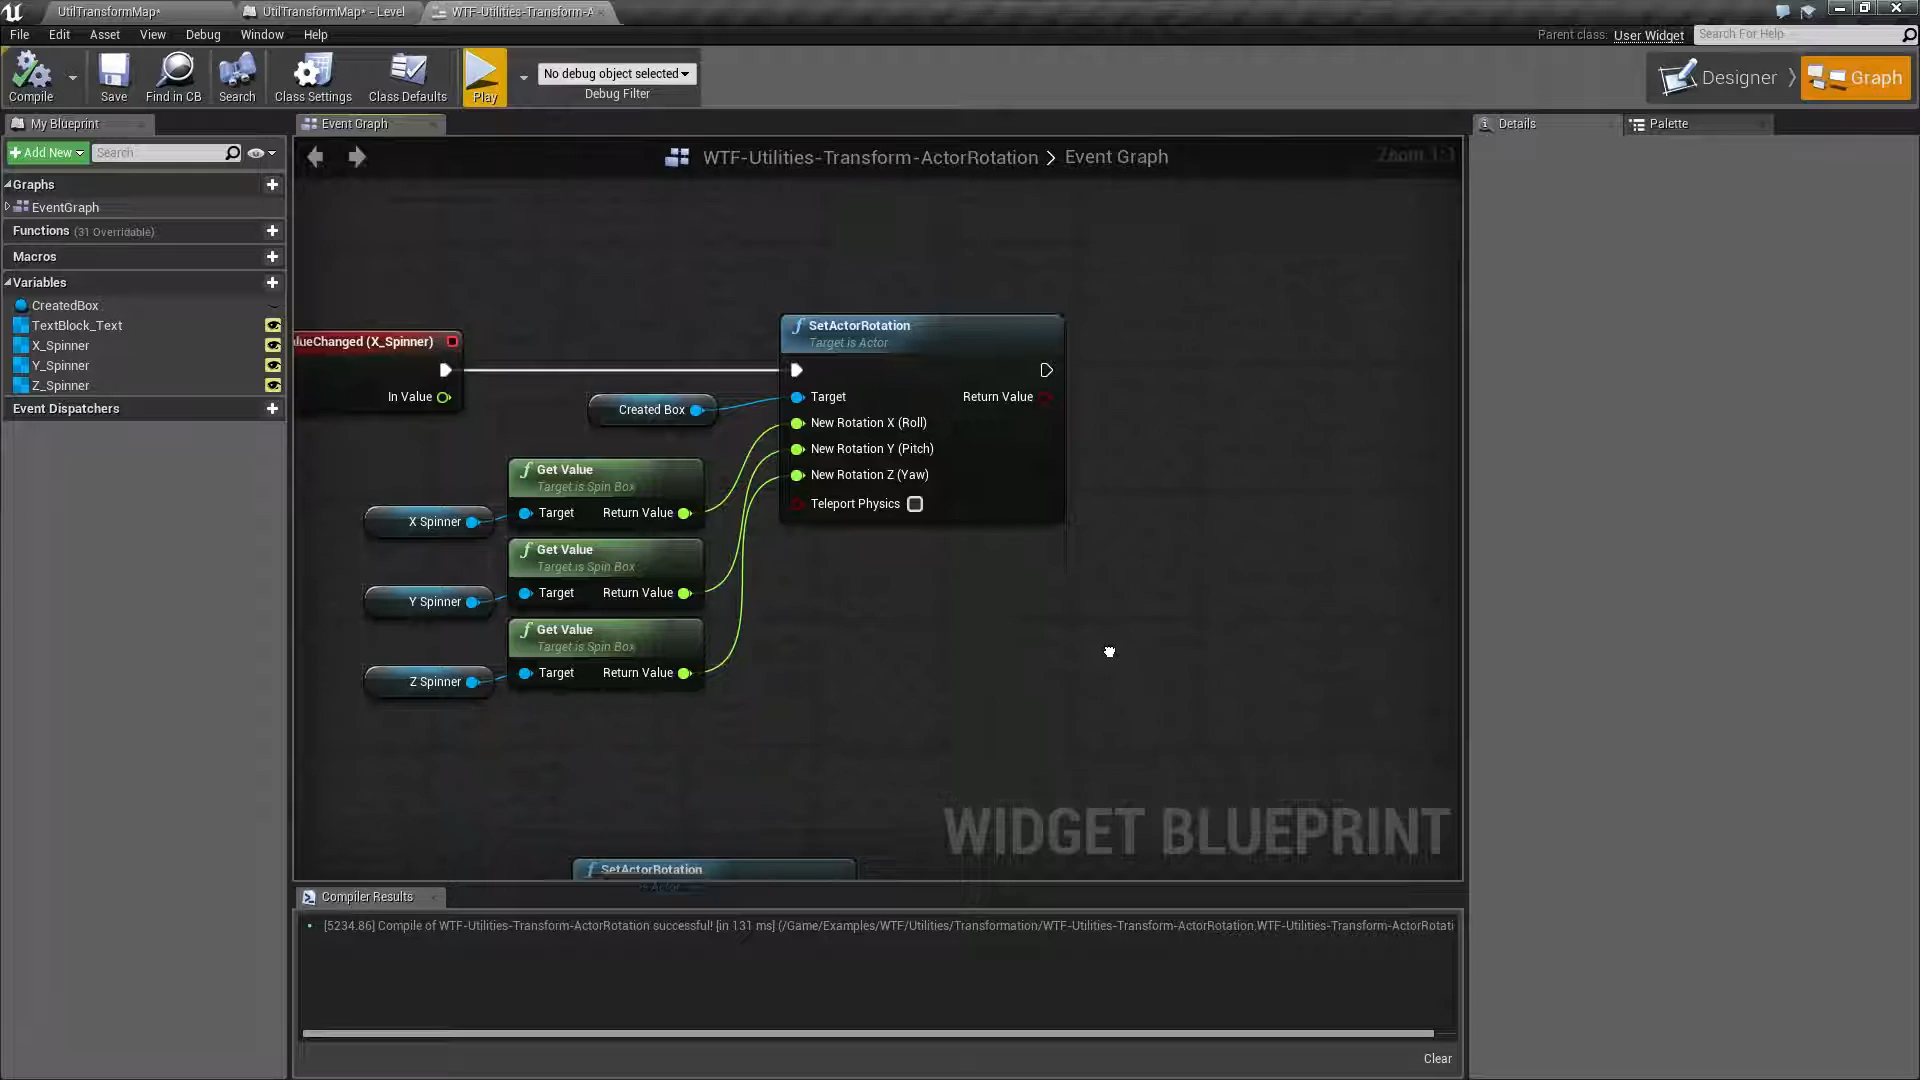 UtilTransformMap*
UtilTransformMap* - Level
WTF-Utilities-Transform-A
File Edit Asset View Debug Window Help
Parent class: User Widget
Search For Help
Compile
Save
Find in CB
Search
Class Settings
Class Defaults
Play
No debug object selected
Debug Filter
Designer
Graph
My Blueprint
Event Graph
Details
Palette
Add New
Search
WTF-Utilities-Transform-ActorRotation > Event Graph
Zoom 1:1
Graphs
EventGraph
Functions (31 Overridable)
Macros
Variables
CreatedBox
TextBlock_Text
X_Spinner
Y_Spinner
Z_Spinner
Event Dispatchers
lueChanged (X_Spinner)
In Value
Created Box
SetActorRotation
Target is Actor
Target
Return Value
New Rotation X (Roll)
New Rotation Y (Pitch)
New Rotation Z (Yaw)
Teleport Physics
Get Value
Target is Spin Box
X Spinner
Target
Return Value
Get Value
Target is Spin Box
Y Spinner
Target
Return Value
Get Value
Target is Spin Box
Z Spinner
Target
Return Value
WIDGET BLUEPRINT
SetActorRotation
Actor
Compiler Results
[5234.86] Compile of WTF-Utilities-Transform-ActorRotation successful! [in 131 ms] (/Game/Examples/WTF/Utilities/Transformation/WTF-Utilities-Transform-ActorRotation.WTF-Utilities-Transform-ActorRotati
Clear